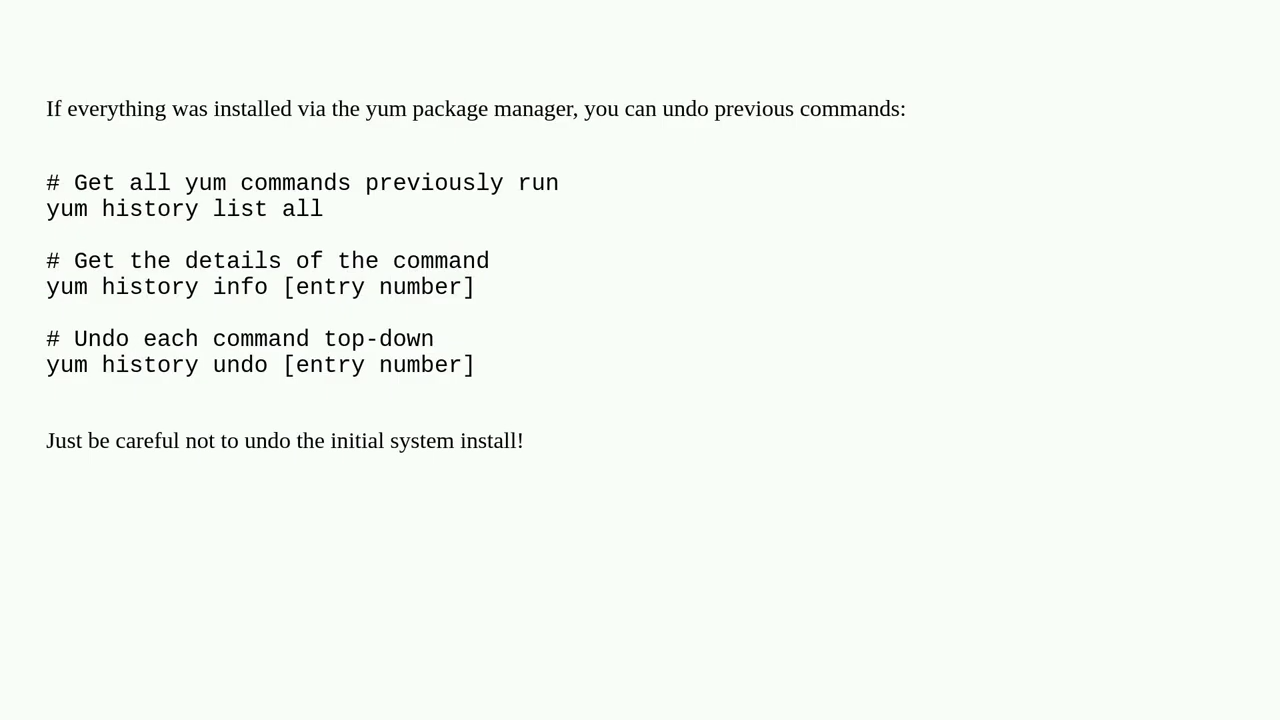 If everything was installed via the yum package manager, you can undo previous commands:
# Get all yum commands previously run
yum history list all
# Get the details of the command
yum history info [entry number]
# Undo each command top-down
yum history undo [entry number]
Just be careful not to undo the initial system install!